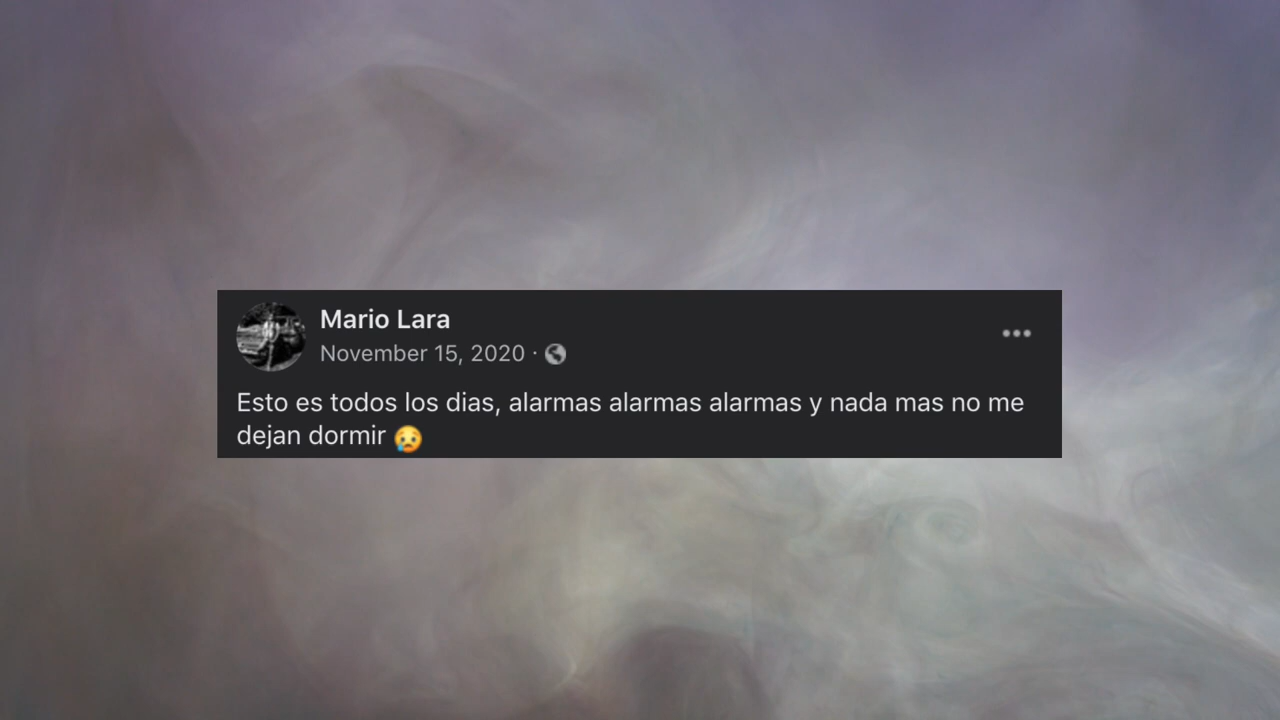 Mario Lara
November 15, 2020 ·
Esto es todos los dias, alarmas alarmas alarmas y nada mas no me
dejan dormir 😥